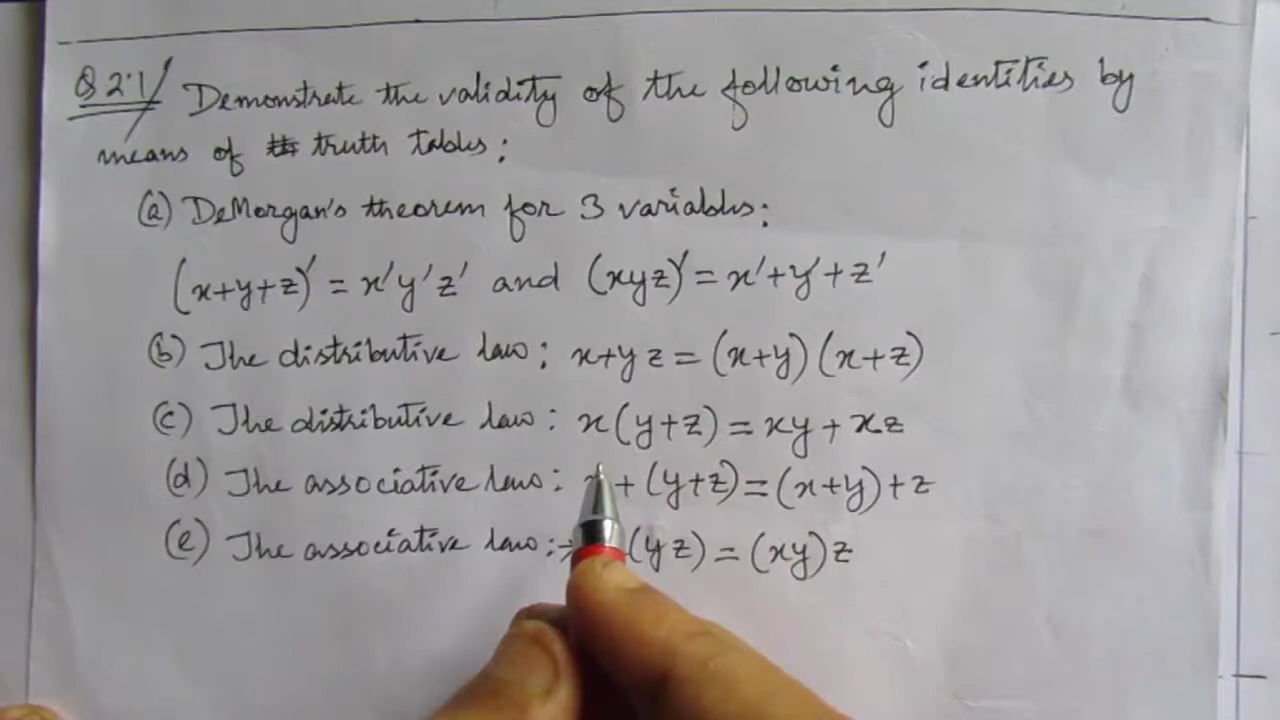 Q 2.1/ Demonstrate the validity of the following identities by
means of truth tables:
(a) DeMorgan's theorem for 3 variables:
(x+y+z)' = x'y'z' and (xyz)' = x'+y'+z'
(b) The distributive law: x+yz = (x+y)(x+z)
(c) The distributive law: x(y+z) = xy + xz
(d) The associative law: + (y+z) = (x+y)+z
(e) The associative law: (yz) = (xy)z